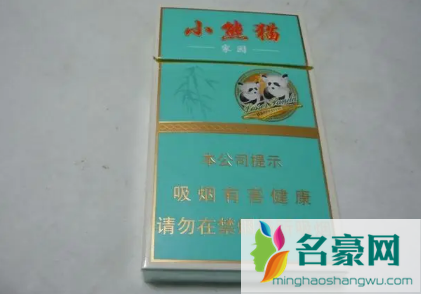 小熊猫
家园
本公司提示
吸烟有害健康
请勿在禁
名豪网
minghaoshangwu.com